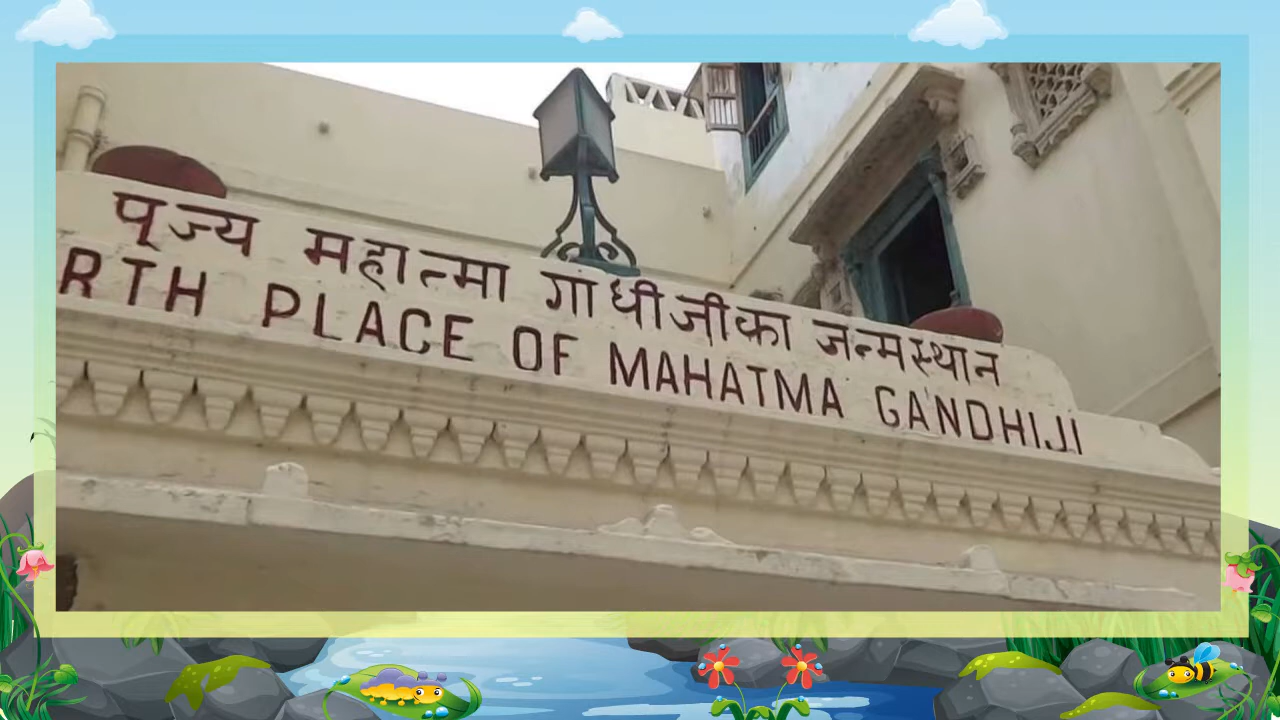 पूज्य महात्मा गाधीजीका जन्मस्थान
RTH PLACE OF MAHATMA GANDHIJI